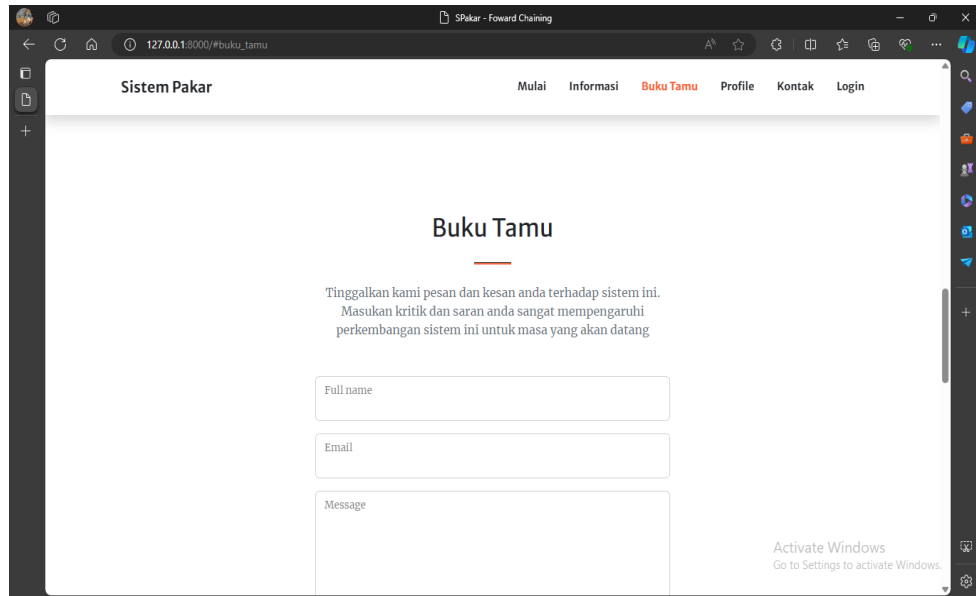 SPakar - Foward Chaining
127.0.0.1:8000/#buku_tamu
Sistem Pakar
Mulai
Informasi
Buku Tamu
Profile
Kontak
Login
Buku Tamu
Tinggalkan kami pesan dan kesan anda terhadap sistem ini.
Masukan kritik dan saran anda sangat mempengaruhi
perkembangan sistem ini untuk masa yang akan datang
Full name
Email
Message
Activate Windows
Go to Settings to activate Windows.